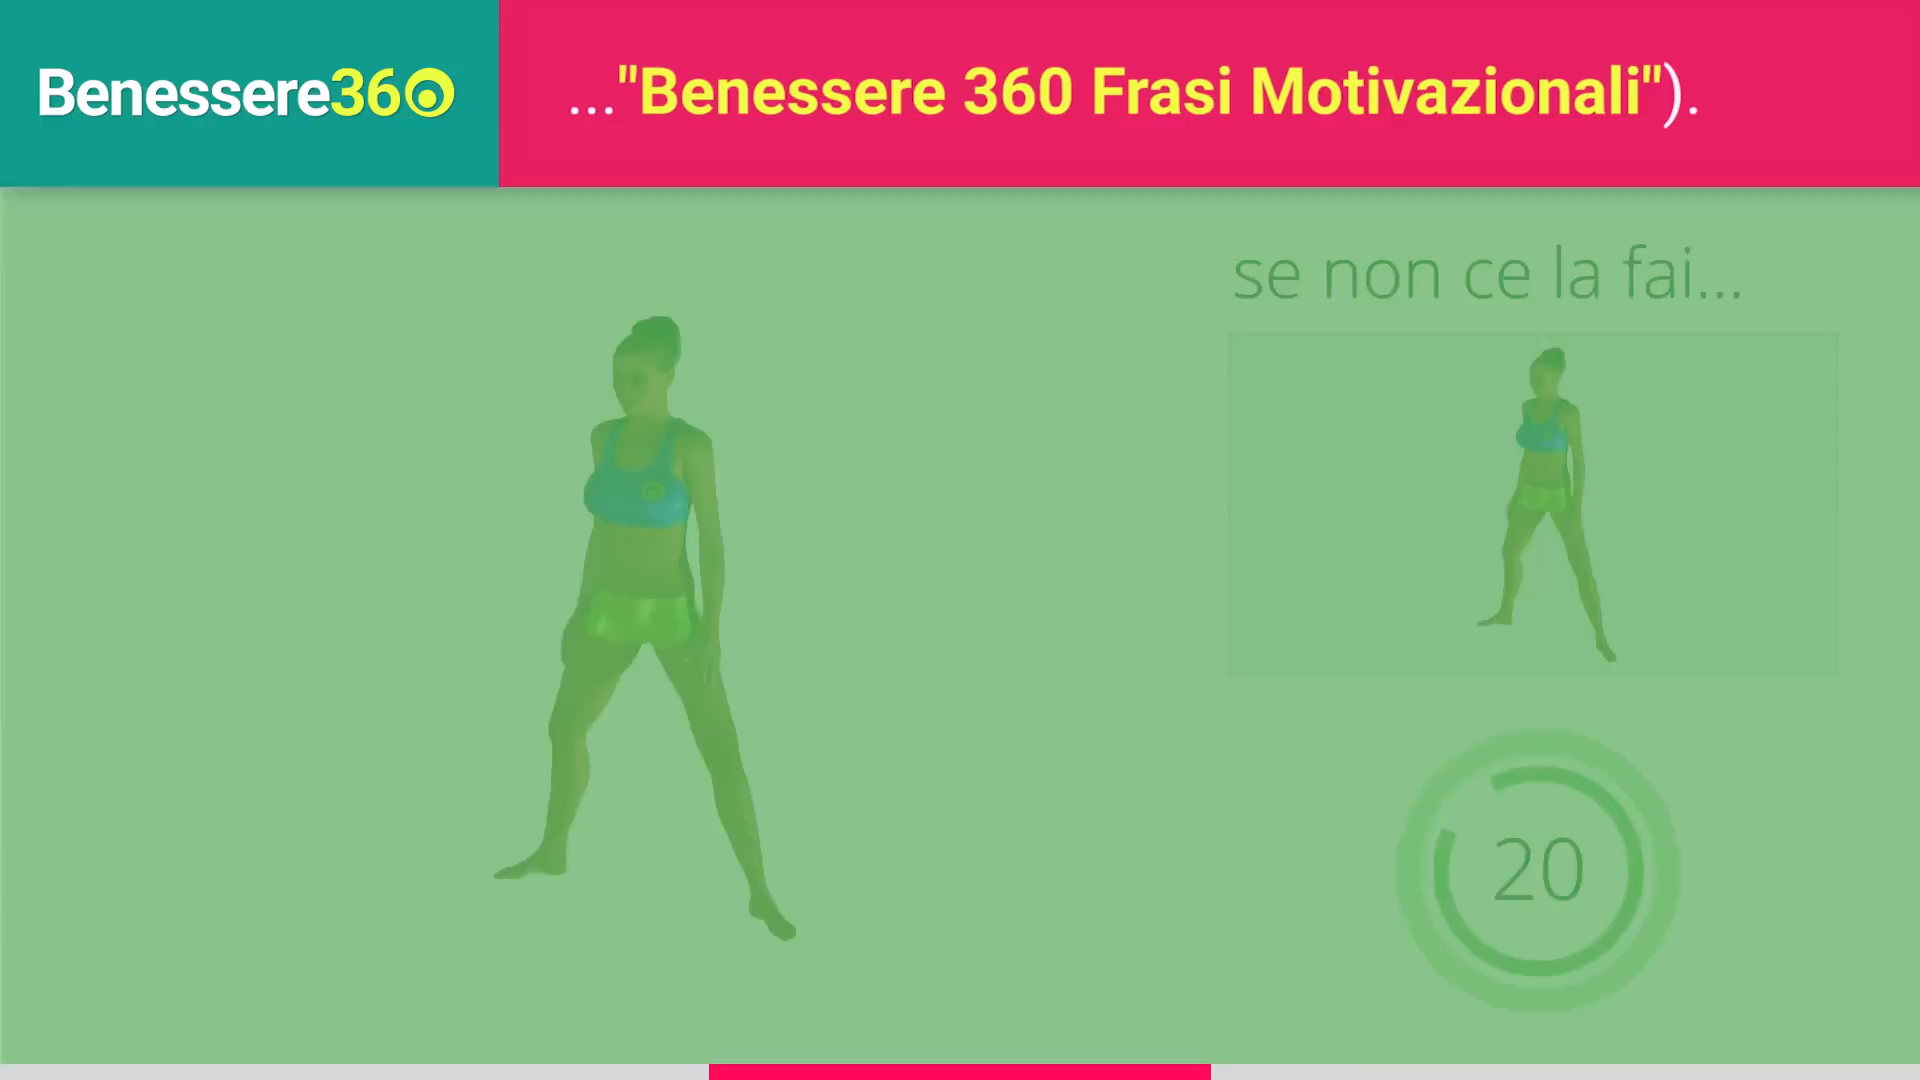 Benessere360
..."Benessere 360 Frasi Motivazionali").
se non ce la fai...
20